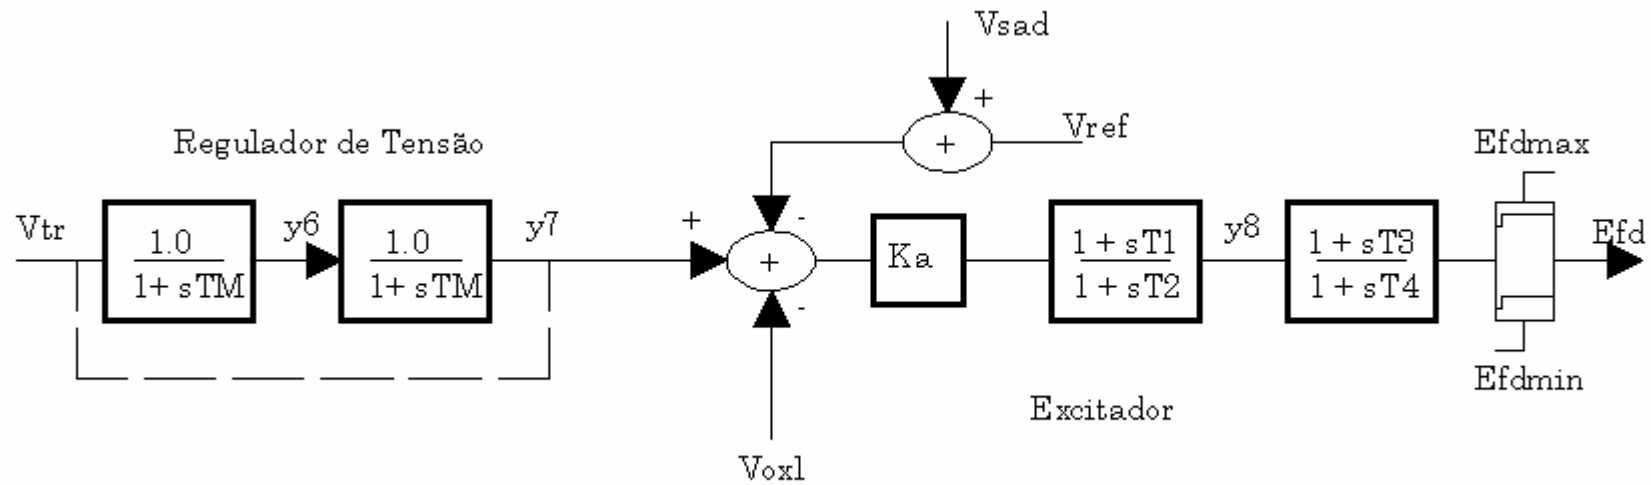 Vsad
+
Vref
+
Regulador de Tensão
Efdmax
Vtr
1.0
1+ sTM
y6
1.0
1+ sTM
y7
+
-
+
-
Ka
1 + sT1
1 + sT2
y8
1 + sT3
1 + sT4
Efd
Efdmin
Excitador
Voxl